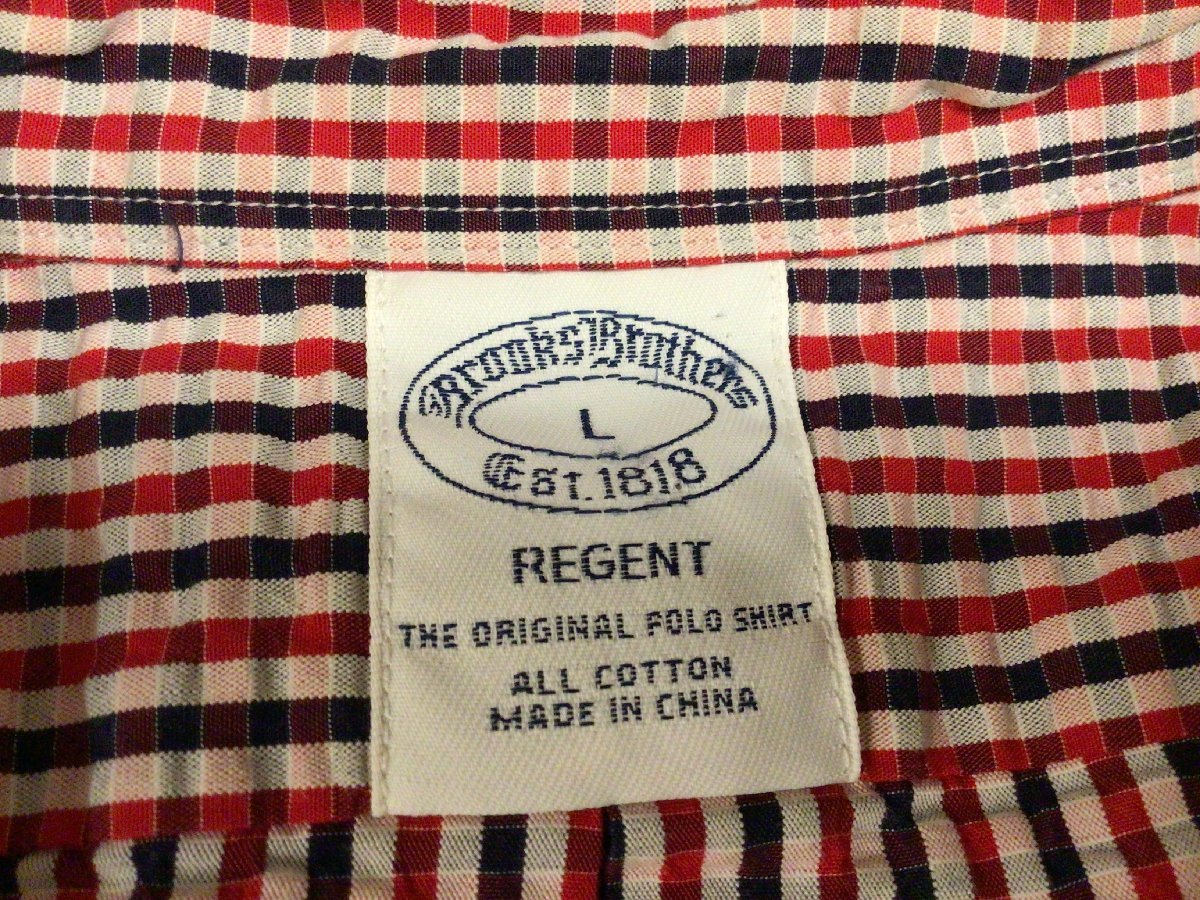 Brooks Brothers
L
Est. 1818
REGENT
THE ORIGINAL POLO SHIRT
ALL COTTON
MADE IN CHINA